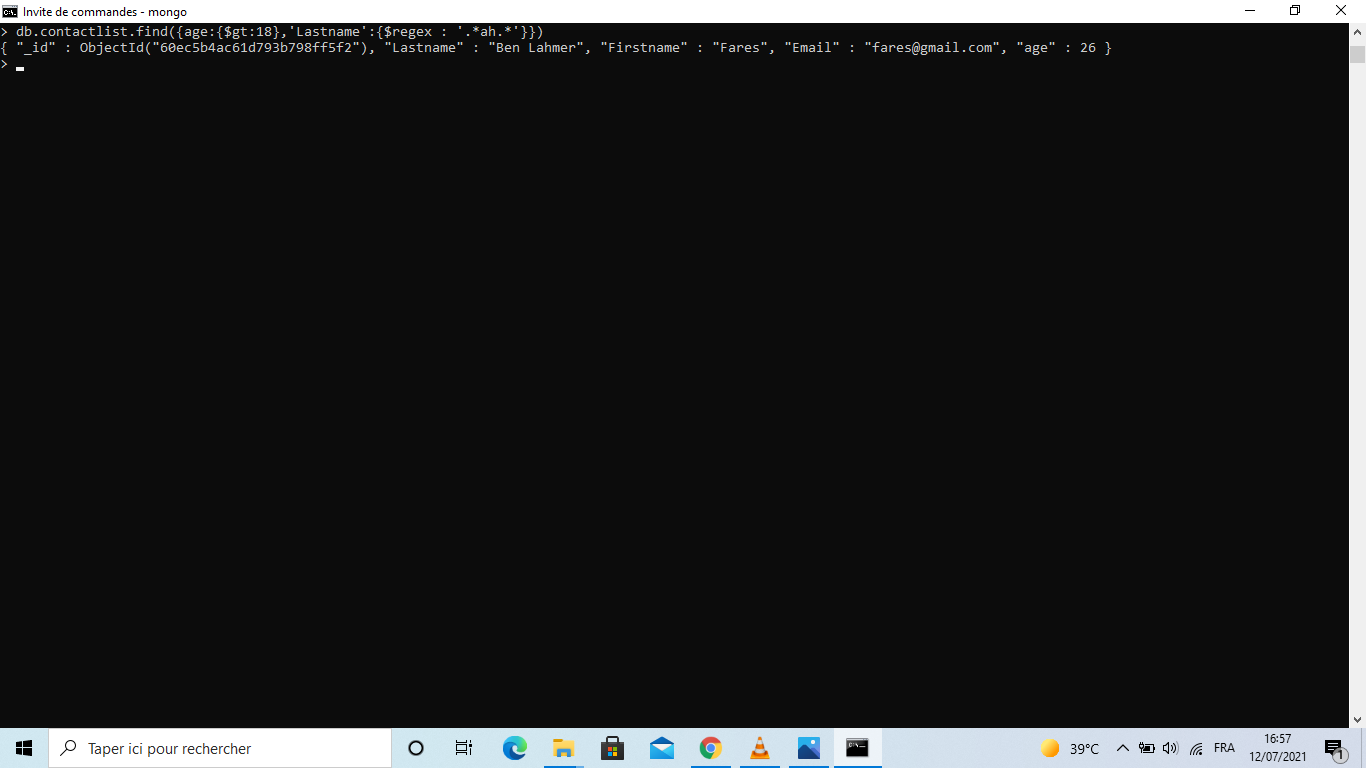 Invite de commandes - mongo
> db.contactlist.find({age:{$gt:18},'Lastname':{$regex : '.*ah.*'}})
{ "_id" : ObjectId("60ec5b4ac61d793b798ff5f2"), "Lastname" : "Ben Lahmer", "Firstname" : "Fares", "Email" : "fares@gmail.com", "age" : 26 }
>
Taper ici pour rechercher
39°C
FRA
16:57
12/07/2021
1